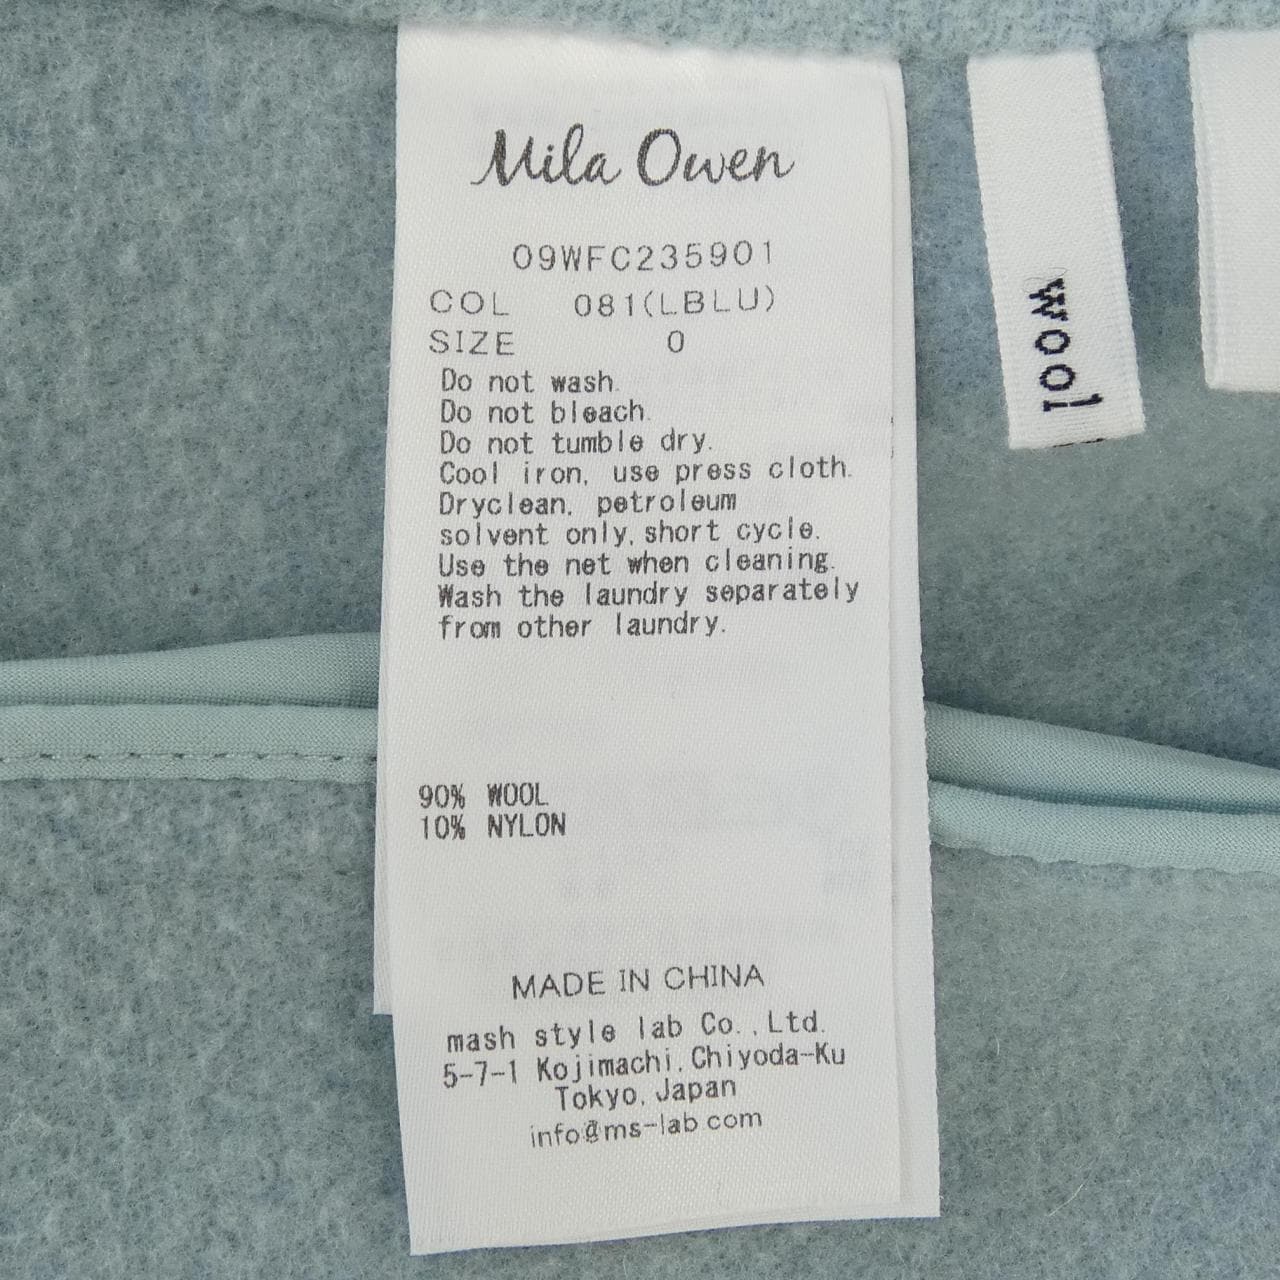 Mila Owen
09WFC235901
COL 081(LBLU)
SIZE 0
Do not wash.
Do not bleach.
Do not tumble dry.
Cool iron, use press cloth.
Dryclean, petroleum
solvent only, short cycle.
Use the net when cleaning.
Wash the laundry separately
from other laundry.
90% WOOL
10% NYLON
MADE IN CHINA
mash style lab Co.,Ltd.
5-7-1 Kojimachi,Chiyoda-Ku
Tokyo,Japan
info@ms-lab.com
wool